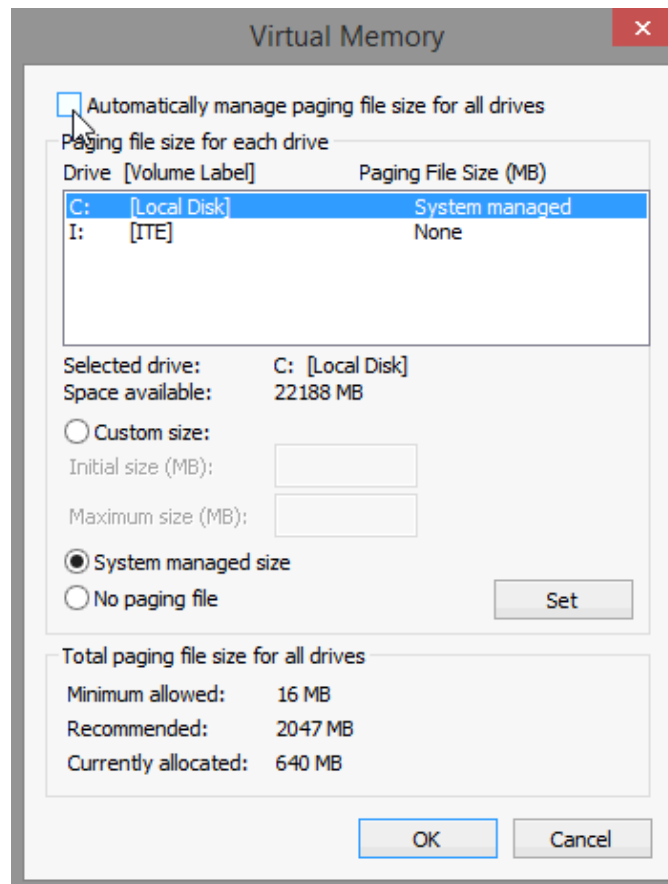 Virtual Memory
Automatically manage paging file size for all drives
Paging file size for each drive
Drive [Volume Label] Paging File Size (MB)
C: [Local Disk] System managed
I: [ITE] None
Selected drive: C: [Local Disk]
Space available: 22188 MB
Custom size:
Initial size (MB):
Maximum size (MB):
System managed size
No paging file
Set
Total paging file size for all drives
Minimum allowed: 16 MB
Recommended: 2047 MB
Currently allocated: 640 MB
OK Cancel